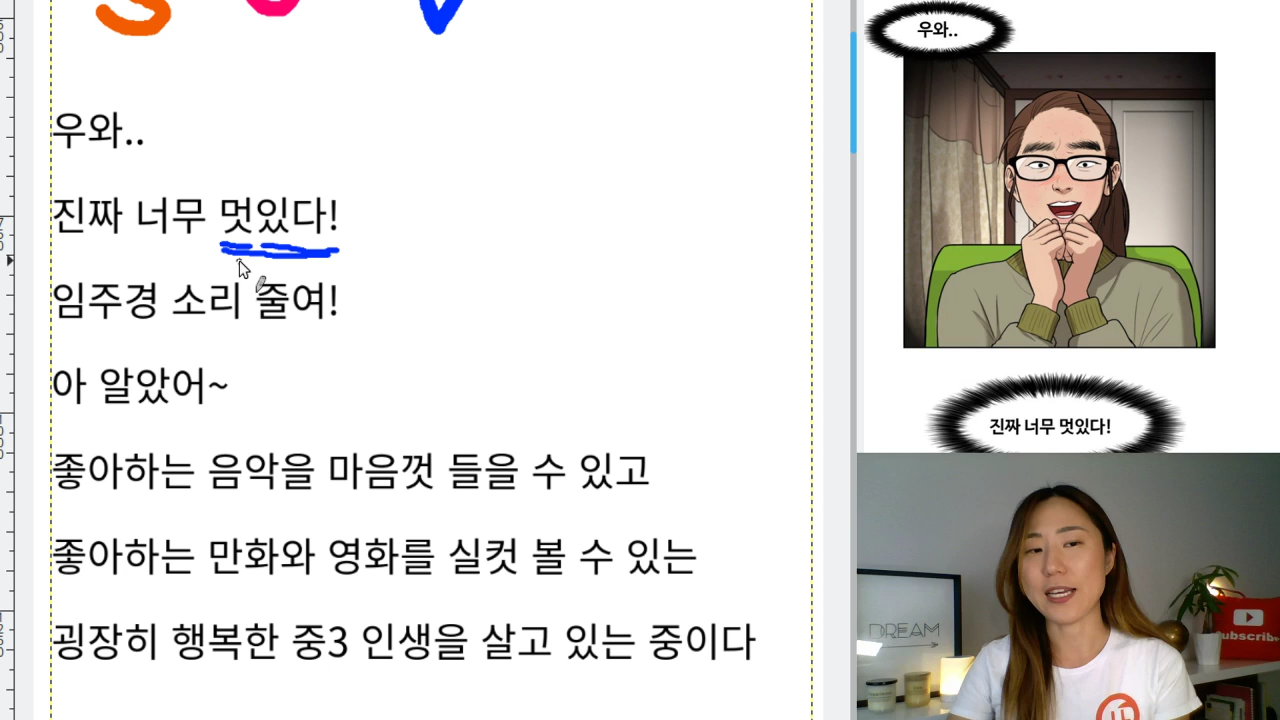 우와..
진짜 너무 멋있다!
임주경 소리 줄여!
아 알았어~
좋아하는 음악을 마음껏 들을 수 있고
좋아하는 만화와 영화를 실컷 볼 수 있는
굉장히 행복한 중3 인생을 살고 있는 중이다
우와..
진짜 너무 멋있다!
DREAM
Subscribe